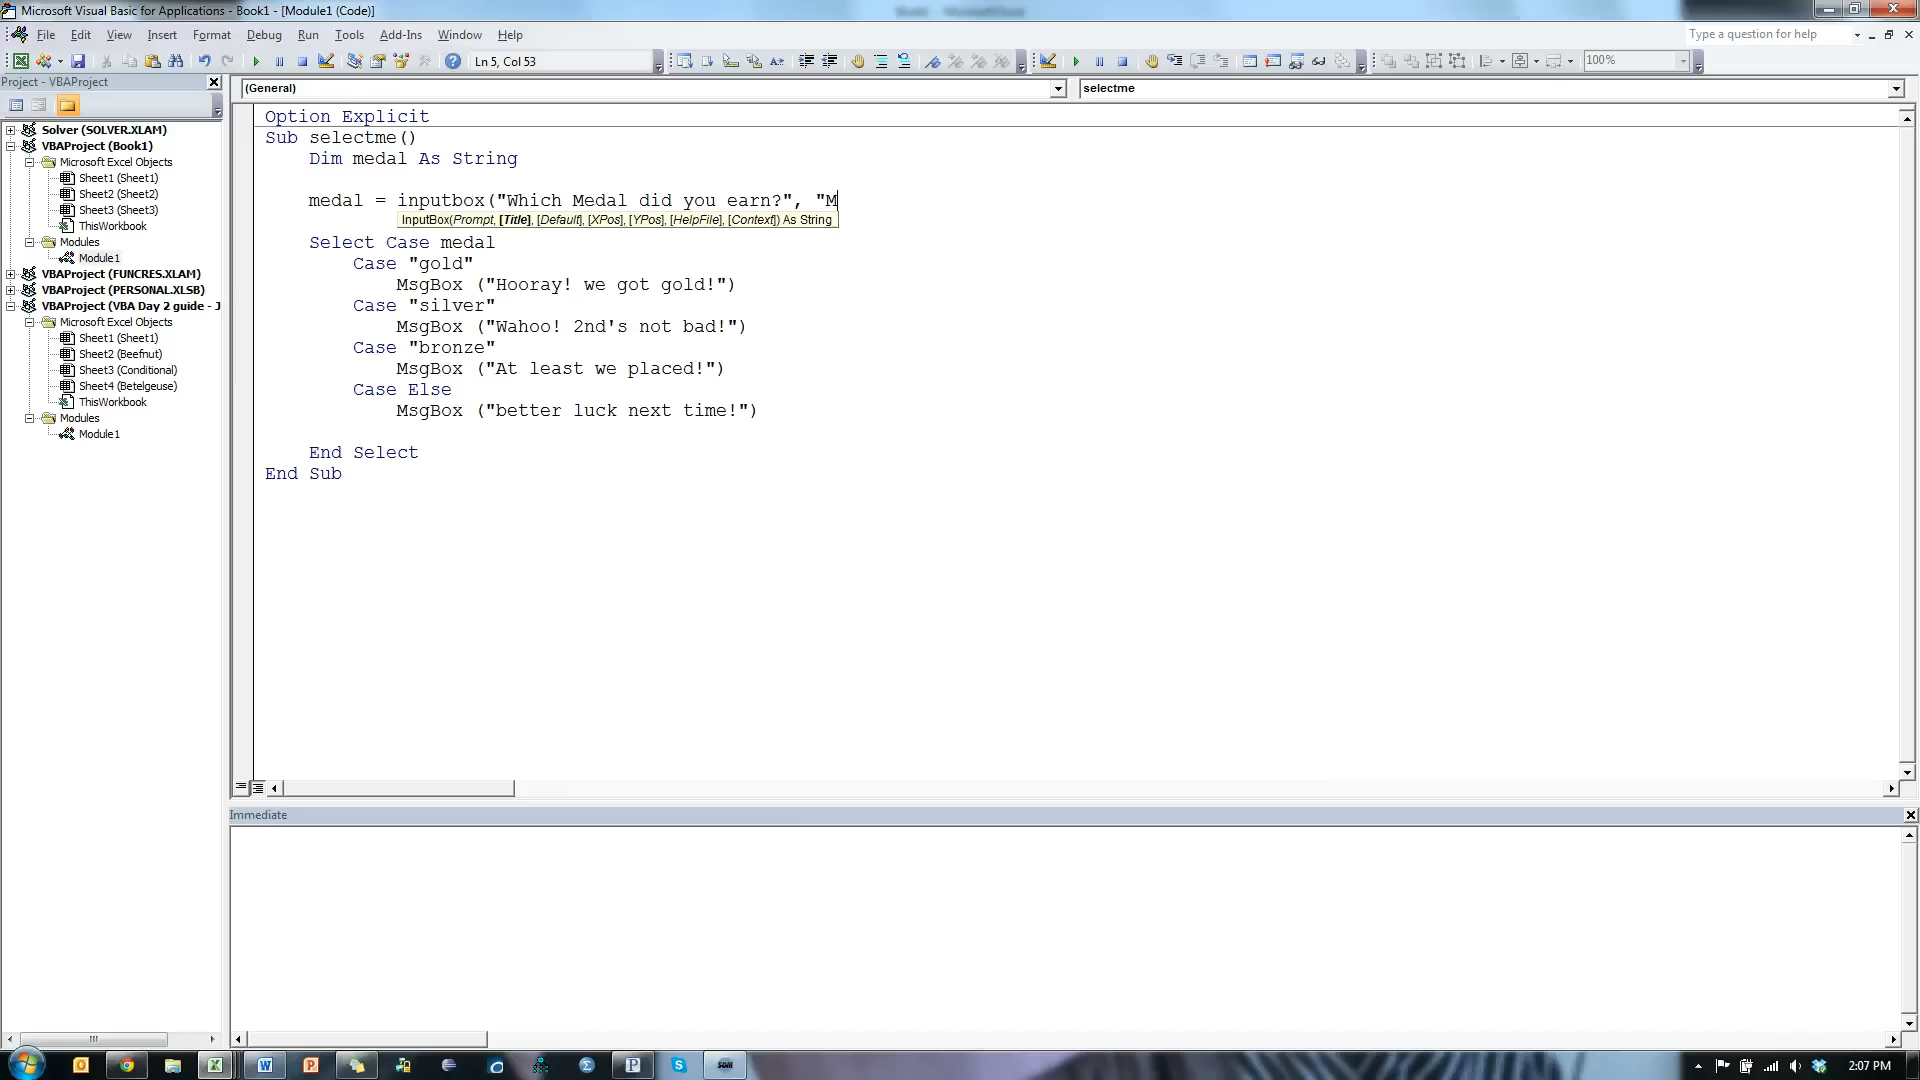 Microsoft Visual Basic for Applications - Book1 - [Module1 (Code)]
File Edit View Insert Format Debug Run Tools Add-Ins Window Help
Type a question for help
Ln 5, Col 53
100%
Project - VBAProject
(General)
selectme
Solver (SOLVER.XLAM)
VBAProject (Book1)
Microsoft Excel Objects
Sheet1 (Sheet1)
Sheet2 (Sheet2)
Sheet3 (Sheet3)
ThisWorkbook
Modules
Module1
VBAProject (FUNCRES.XLAM)
VBAProject (PERSONAL.XLSB)
VBAProject (VBA Day 2 guide - J
Microsoft Excel Objects
Sheet1 (Sheet1)
Sheet2 (Beefnut)
Sheet3 (Conditional)
Sheet4 (Betelgeuse)
ThisWorkbook
Modules
Module1
Option Explicit
Sub selectme()
Dim medal As String
medal = inputbox("Which Medal did you earn?", "M
InputBox(Prompt, [Title], [Default], [XPos], [YPos], [HelpFile], [Context]) As String
Select Case medal
Case "gold"
MsgBox ("Hooray! we got gold!")
Case "silver"
MsgBox ("Wahoo! 2nd's not bad!")
Case "bronze"
MsgBox ("At least we placed!")
Case Else
MsgBox ("better luck next time!")
End Select
End Sub
Immediate
2:07 PM